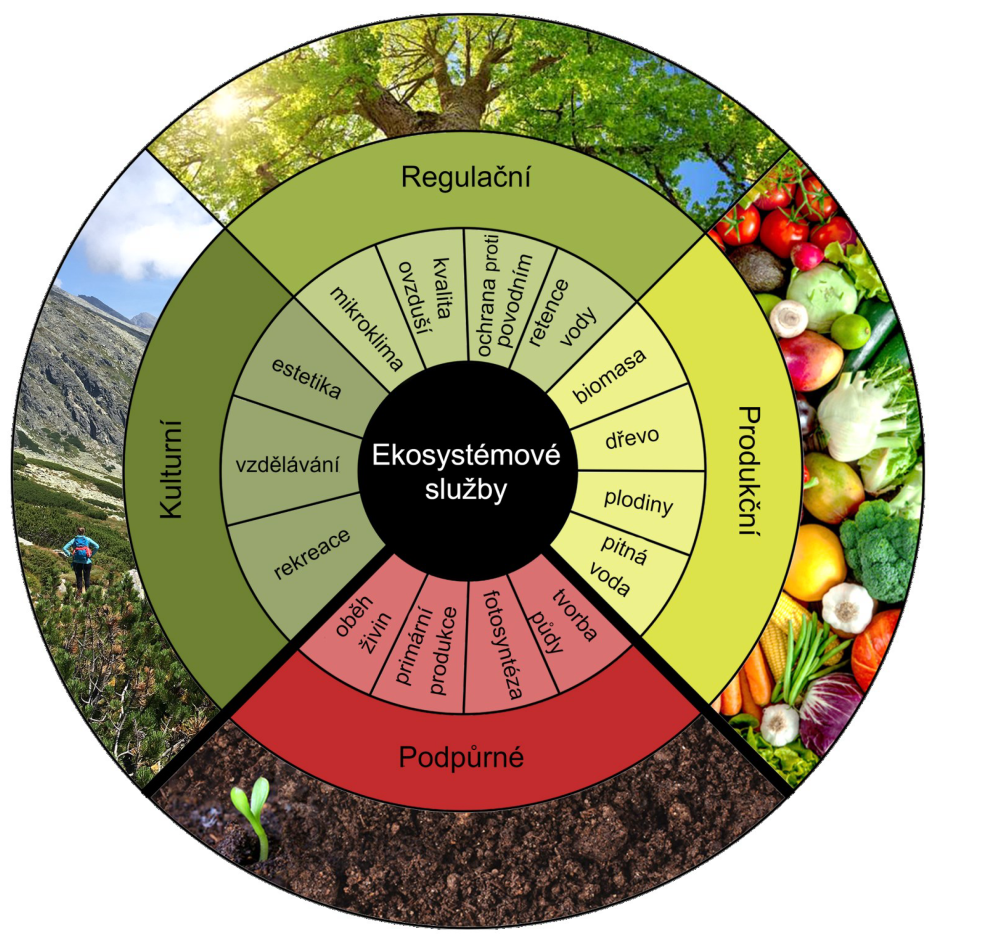 Regulační
mikroklima
kvalita
ovzduší
ochrana proti
povodním
retence
vody
Produkční
biomasa
dřevo
plodiny
pitná
voda
Podpůrné
tvorba
půdy
fotosyntéza
primární
produkce
oběh
živin
Kulturní
rekreace
vzdělávání
estetika
Ekosystémové
služby